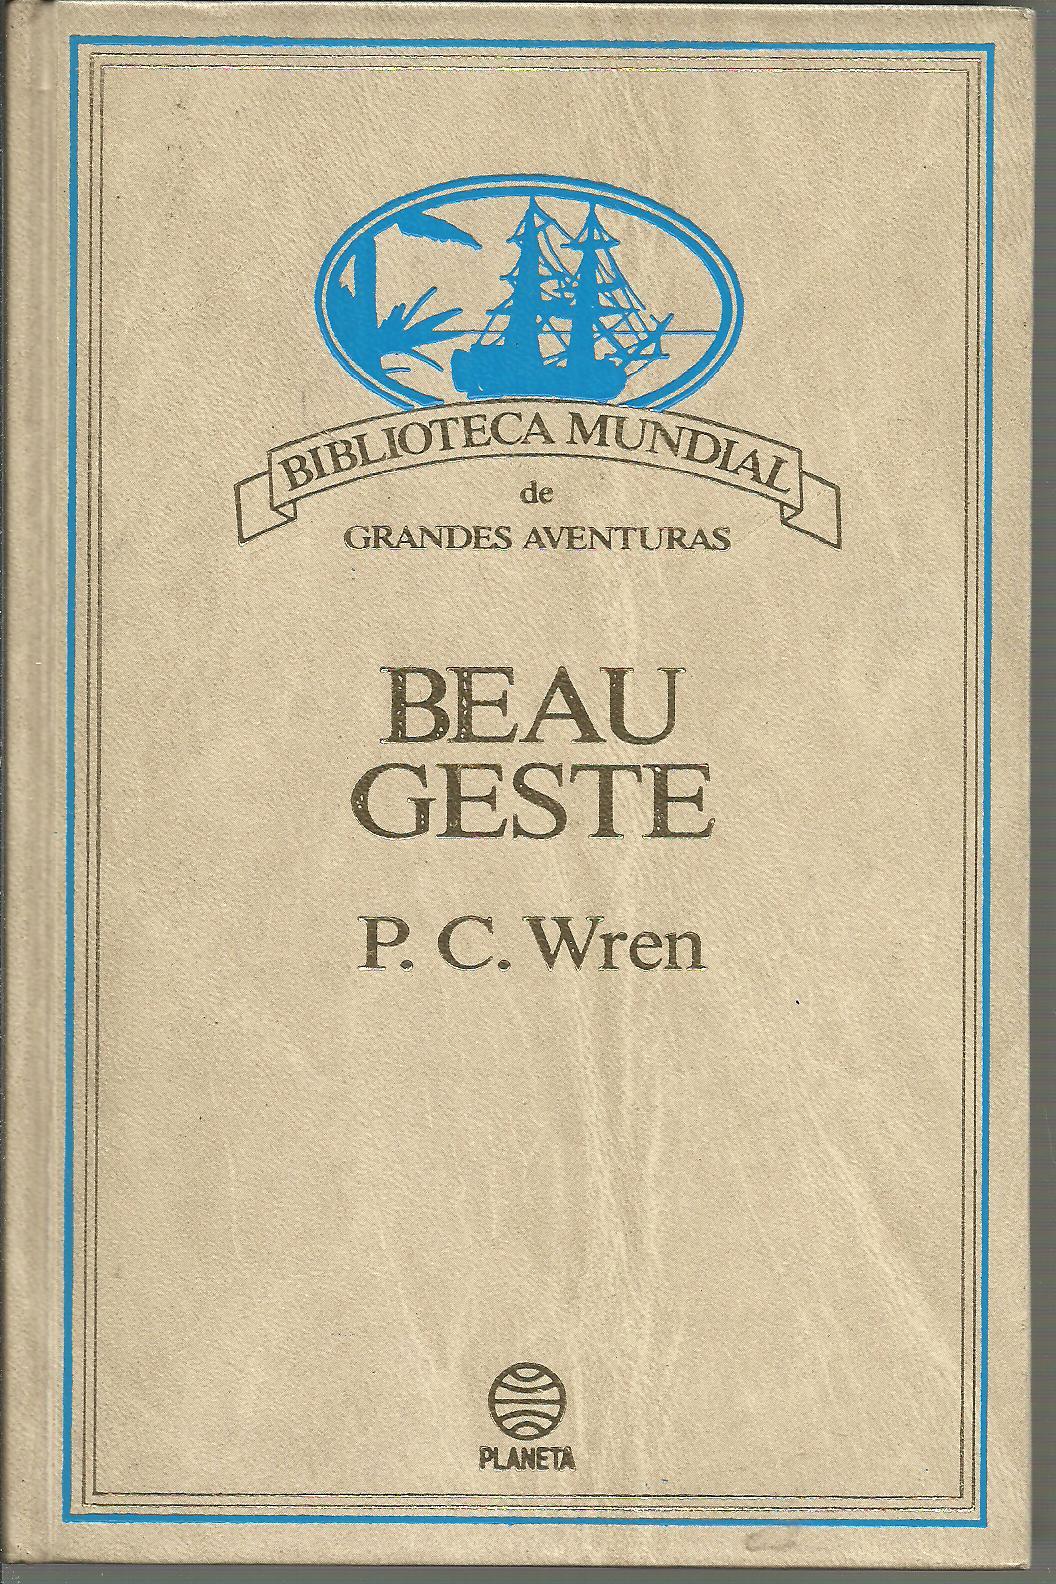 BIBLIOTECA MUNDIAL
de
GRANDES AVENTURAS
BEAU
GESTE
P. C. Wren
PLANETA